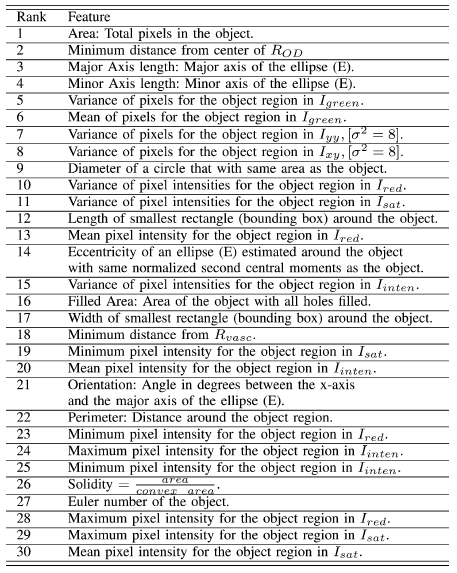 Rank Feature
1 Area: Total pixels in the object.
2 Minimum distance from center of R_{OD}
3 Major Axis length: Major axis of the ellipse (E).
4 Minor Axis length: Minor axis of the ellipse (E).
5 Variance of pixels for the object region in I_{green}.
6 Mean of pixels for the object region in I_{green}.
7 Variance of pixels for the object region in I_{yy}, [σ² = 8].
8 Variance of pixels for the object region in I_{xy}, [σ² = 8].
9 Diameter of a circle that with same area as the object.
10 Variance of pixel intensities for the object region in I_{red}.
11 Variance of pixel intensities for the object region in I_{sat}.
12 Length of smallest rectangle (bounding box) around the object.
13 Mean pixel intensity for the object region in I_{red}.
14 Eccentricity of an ellipse (E) estimated around the object
with same normalized second central moments as the object.
15 Variance of pixel intensities for the object region in I_{inten}.
16 Filled Area: Area of the object with all holes filled.
17 Width of smallest rectangle (bounding box) around the object.
18 Minimum distance from R_{vasc}.
19 Minimum pixel intensity for the object region in I_{sat}.
20 Mean pixel intensity for the object region in I_{inten}.
21 Orientation: Angle in degrees between the x-axis
and the major axis of the ellipse (E).
22 Perimeter: Distance around the object region.
23 Minimum pixel intensity for the object region in I_{red}.
24 Maximum pixel intensity for the object region in I_{inten}.
25 Minimum pixel intensity for the object region in I_{inten}.
26 Solidity = area / convex_area.
27 Euler number of the object.
28 Maximum pixel intensity for the object region in I_{red}.
29 Maximum pixel intensity for the object region in I_{sat}.
30 Mean pixel intensity for the object region in I_{sat}.